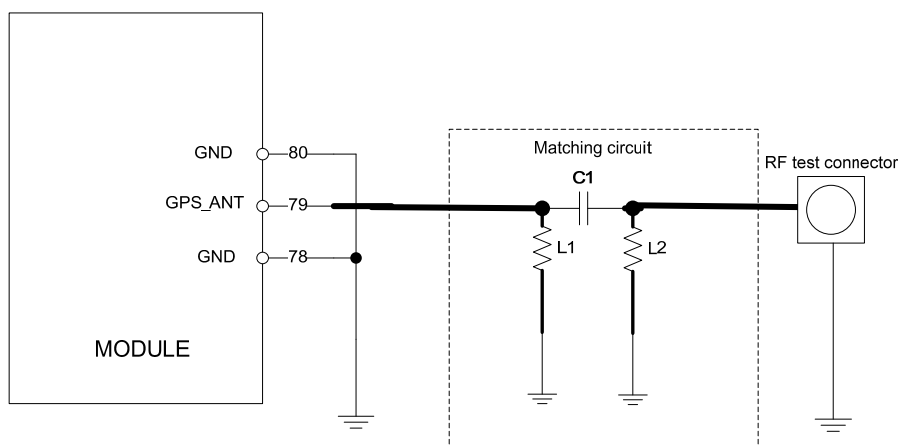 Matching circuit
RF test connector
GND 80
C1
GPS_ANT 79
L1
L2
GND 78
MODULE